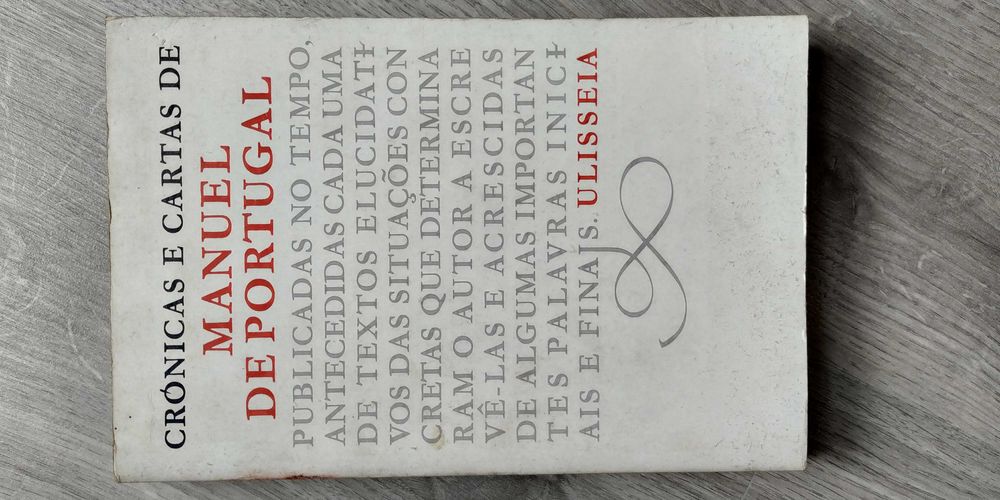 CRÓNICAS E CARTAS DE
MANUEL
DE PORTUGAL
PUBLICADAS NO TEMPO,
ANTECEDIDAS CADA UMA
DE TEXTOS ELUCIDATI
VOS DAS SITUAÇÕES CON
CRETAS QUE DETERMINA
RAM O AUTOR A ESCRE
VÊ-LAS E ACRESCIDAS
DE ALGUMAS IMPORTAN
TES PALAVRAS INICI
AIS E FINAIS. ULISSEIA